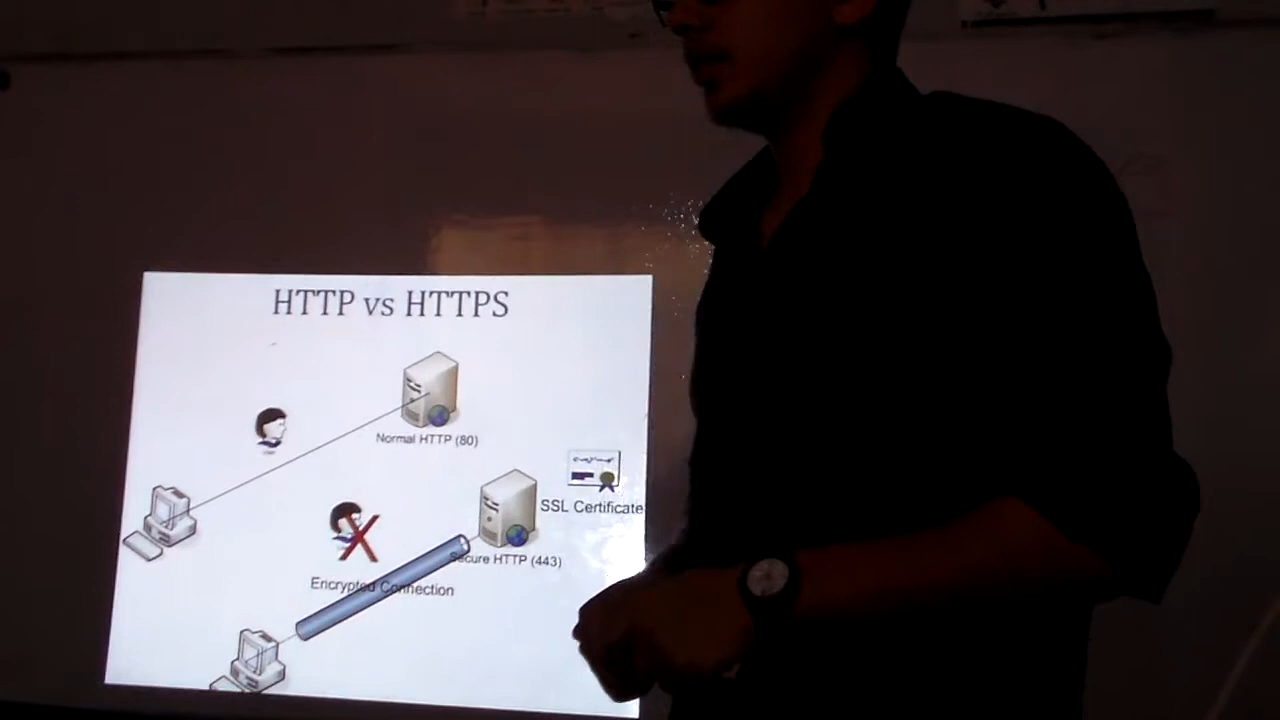 HTTP vs HTTPS
Normal HTTP (80)
SSL Certificate
Secure HTTP (443)
Encrypted Connection